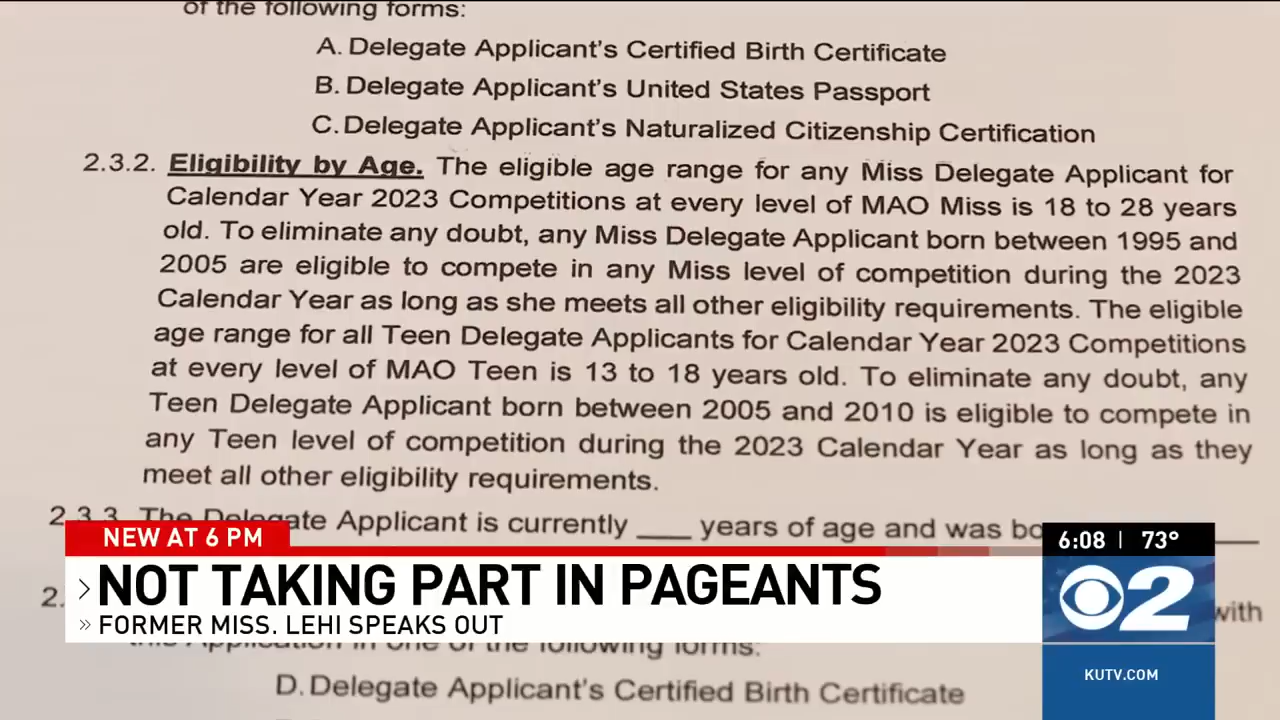 of the following forms:
A. Delegate Applicant's Certified Birth Certificate
B. Delegate Applicant's United States Passport
C. Delegate Applicant's Naturalized Citizenship Certification
2.3.2. Eligibility by Age. The eligible age range for any Miss Delegate Applicant for
Calendar Year 2023 Competitions at every level of MAO Miss is 18 to 28 years
old. To eliminate any doubt, any Miss Delegate Applicant born between 1995 and
2005 are eligible to compete in any Miss level of competition during the 2023
Calendar Year as long as she meets all other eligibility requirements. The eligible
age range for all Teen Delegate Applicants for Calendar Year 2023 Competitions
at every level of MAO Teen is 13 to 18 years old. To eliminate any doubt, any
Teen Delegate Applicant born between 2005 and 2010 is eligible to compete in
any Teen level of competition during the 2023 Calendar Year as long as they
meet all other eligibility requirements.
2.3.3. The Delegate Applicant is currently ___ years of age and was
NEW AT 6 PM
6:08 | 73°
NOT TAKING PART IN PAGEANTS
2
2.
with
FORMER MISS. LEHI SPEAKS OUT
this Application in one of the following forms:
KUTV.COM
D. Delegate Applicant's Certified Birth Certificate